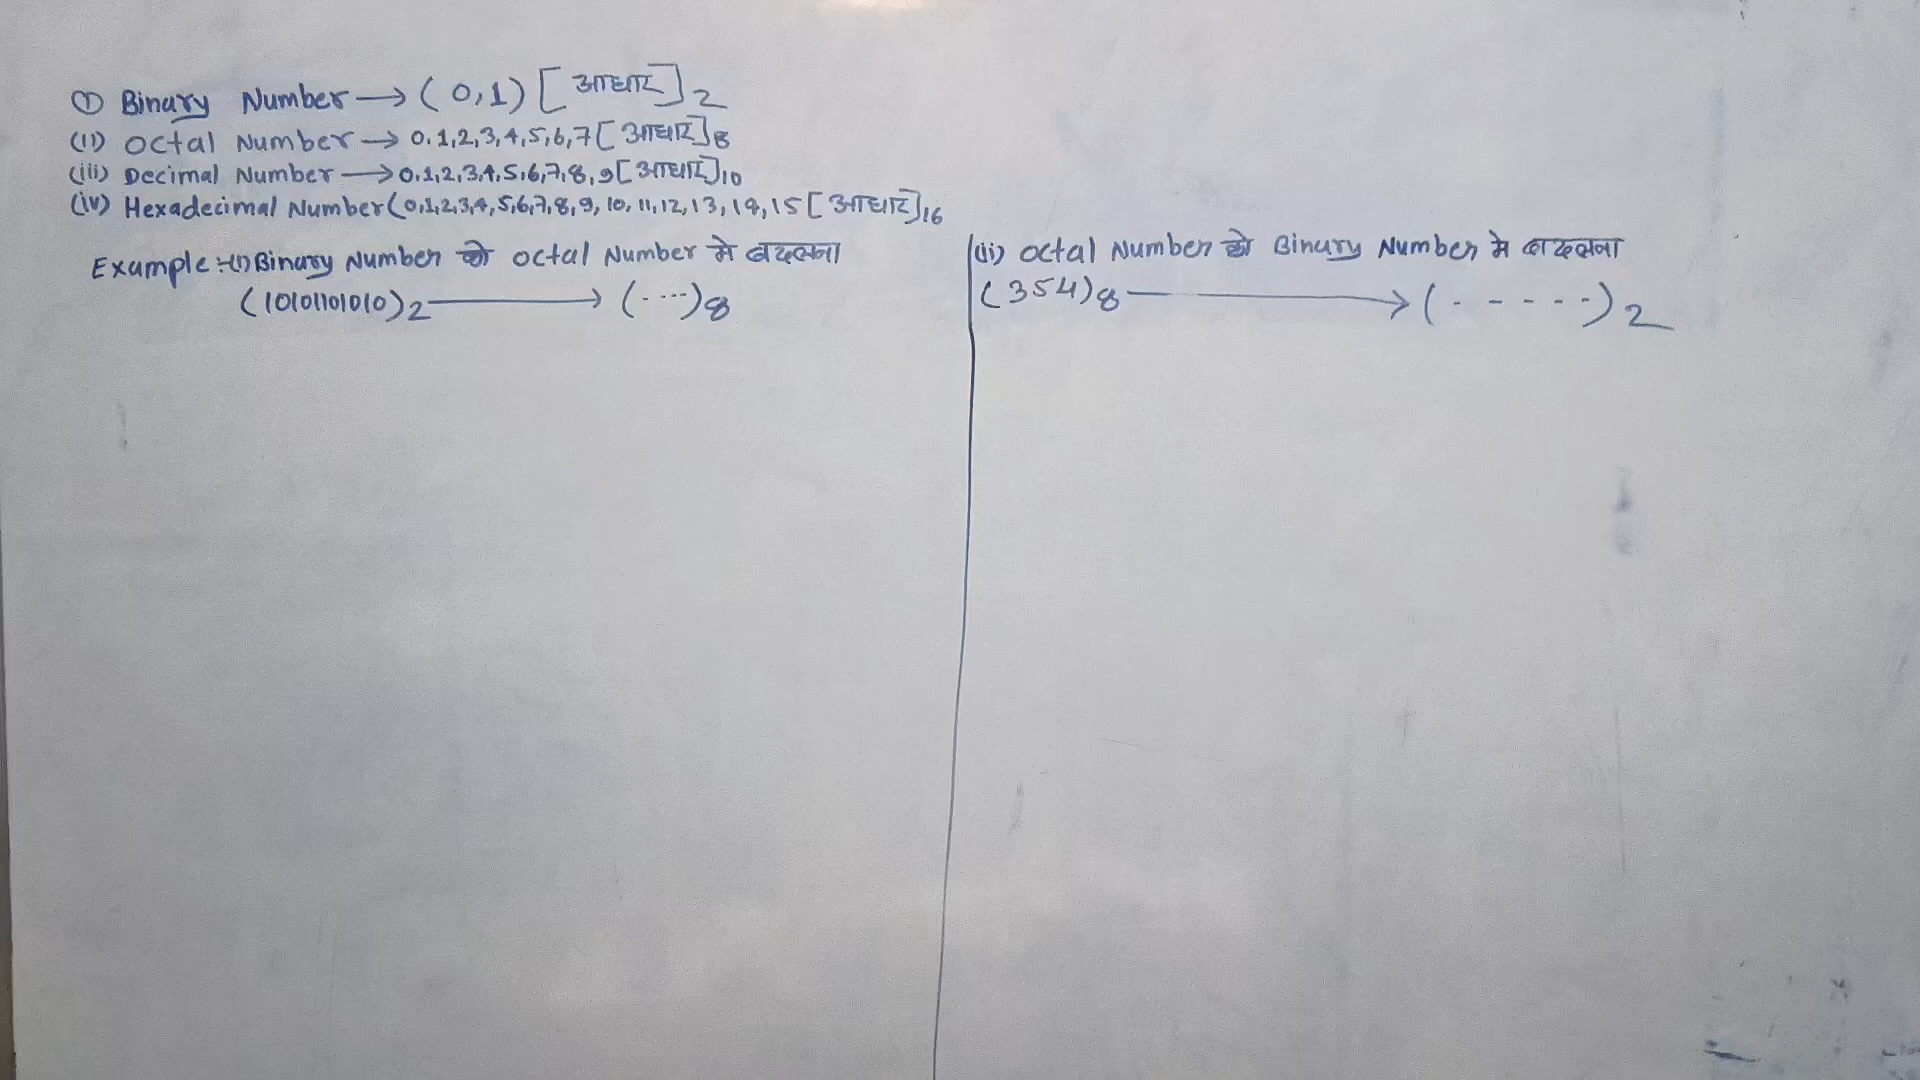 ① Binary Number → (0,1) [आधार]2
(ii) Octal Number → 0,1,2,3,4,5,6,7 [आधार]8
(iii) Decimal Number → 0,1,2,3,4,5,6,7,8,9 [आधार]10
(iv) Hexadecimal Number (0,1,2,3,4,5,6,7,8,9,10,11,12,13,14,15 [आधार]16
Example :- (i) Binary Number को octal Number मे बदलना
(10101101010)2 → (....)8
(ii) octal Number को Binary Number मे बदलना
(354)8 → (- - - - -)2